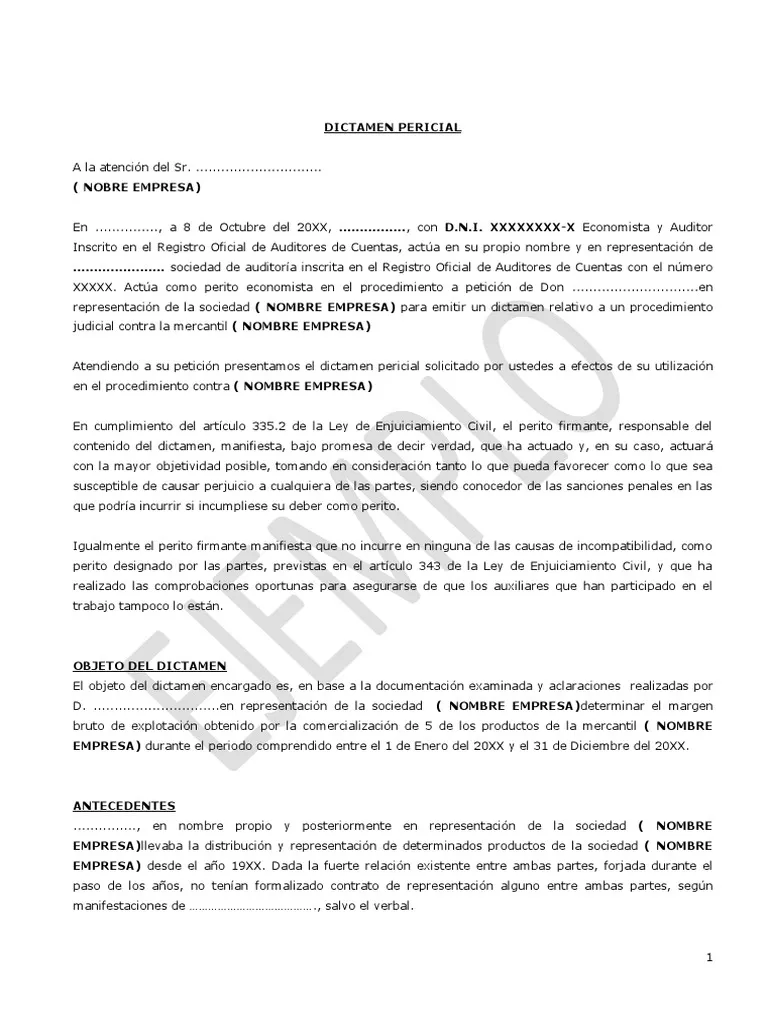 DICTAMEN PERICIAL
A la atención del Sr. ..............................
( NOBRE EMPRESA)
En ..............., a 8 de Octubre del 20XX, ................, con D.N.I. XXXXXXXX-X Economista y Auditor
Inscrito en el Registro Oficial de Auditores de Cuentas, actúa en su propio nombre y en representación de
...................... sociedad de auditoría inscrita en el Registro Oficial de Auditores de Cuentas con el número
XXXXX. Actúa como perito economista en el procedimiento a petición de Don ..............................en
representación de la sociedad ( NOMBRE EMPRESA) para emitir un dictamen relativo a un procedimiento
judicial contra la mercantil ( NOMBRE EMPRESA)
Atendiendo a su petición presentamos el dictamen pericial solicitado por ustedes a efectos de su utilización
en el procedimiento contra ( NOMBRE EMPRESA)
En cumplimiento del artículo 335.2 de la Ley de Enjuiciamiento Civil, el perito firmante, responsable del
contenido del dictamen, manifiesta, bajo promesa de decir verdad, que ha actuado y, en su caso, actuará
con la mayor objetividad posible, tomando en consideración tanto lo que pueda favorecer como lo que sea
susceptible de causar perjuicio a cualquiera de las partes, siendo conocedor de las sanciones penales en las
que podría incurrir si incumpliese su deber como perito.
Igualmente el perito firmante manifiesta que no incurre en ninguna de las causas de incompatibilidad, como
perito designado por las partes, previstas en el artículo 343 de la Ley de Enjuiciamiento Civil, y que ha
realizado las comprobaciones oportunas para asegurarse de que los auxiliares que han participado en el
trabajo tampoco lo están.
OBJETO DEL DICTAMEN
El objeto del dictamen encargado es, en base a la documentación examinada y aclaraciones realizadas por
D. ..............................en representación de la sociedad ( NOMBRE EMPRESA)determinar el margen
bruto de explotación obtenido por la comercialización de 5 de los productos de la mercantil ( NOMBRE
EMPRESA) durante el periodo comprendido entre el 1 de Enero del 20XX y el 31 de Diciembre del 20XX.
ANTECEDENTES
..............., en nombre propio y posteriormente en representación de la sociedad ( NOMBRE
EMPRESA)llevaba la distribución y representación de determinados productos de la sociedad ( NOMBRE
EMPRESA) desde el año 19XX. Dada la fuerte relación existente entre ambas partes, forjada durante el
paso de los años, no tenían formalizado contrato de representación alguno entre ambas partes, según
manifestaciones de …………………………………., salvo el verbal.
1
EJEMPLO